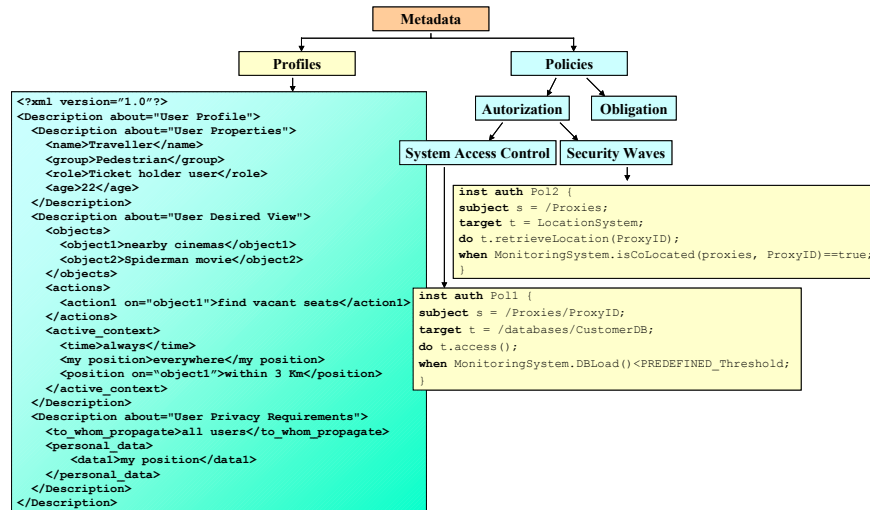 Metadata
Profiles
Policies
Autorization
Obligation
System Access Control
Security Waves
<?xml version="1.0"?>
<Description about="User Profile">
<Description about="User Properties">
<name>Traveller</name>
<group>Pedestrian</group>
<role>Ticket holder user</role>
<age>22</age>
</Description>
<Description about="User Desired View">
<objects>
<object1>nearby cinemas</object1>
<object2>Spiderman movie</object2>
</objects>
<actions>
<action1 on="object1">find vacant seats</action1>
</actions>
<active_context>
<time>always</time>
<my position>everywhere</my position>
<position on="object1">within 3 Km</position>
</active_context>
</Description>
<Description about="User Privacy Requirements">
<to_whom_propagate>all users</to_whom_propagate>
<personal_data>
<data1>my position</data1>
</personal_data>
</Description>
</Description>
inst auth Pol2 {
subject s = /Proxies;
target t = LocationSystem;
do t.retrieveLocation(ProxyID);
when MonitoringSystem.isCoLocated(proxies, ProxyID)==true;
}
inst auth Pol1 {
subject s = /Proxies/ProxyID;
target t = /databases/CustomerDB;
do t.access();
when MonitoringSystem.DBLoad()<PREDEFINED_Threshold;
}